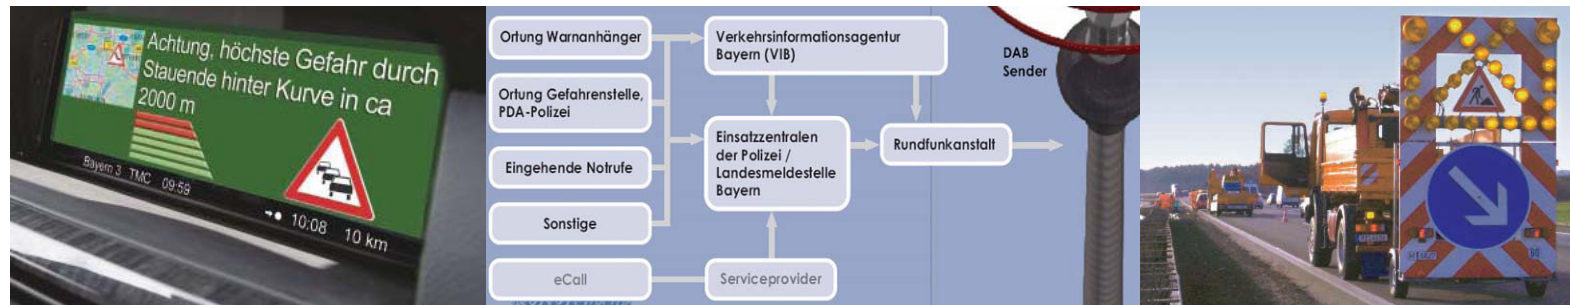 Achtung, höchste Gefahr durch
Stauende hinter Kurve in ca
2000 m
Bayern 3 TMC 09:59
10:08 10 km
Ortung Warnanhänger
Ortung Gefahrenstelle,
PDA-Polizei
Eingehende Notrufe
Sonstige
eCall
Verkehrsinformationsagentur
Bayern (VIB)
Einsatzzentralen
der Polizei /
Landesmeldestelle
Bayern
Serviceprovider
Rundfunkanstalt
DAB
Sender